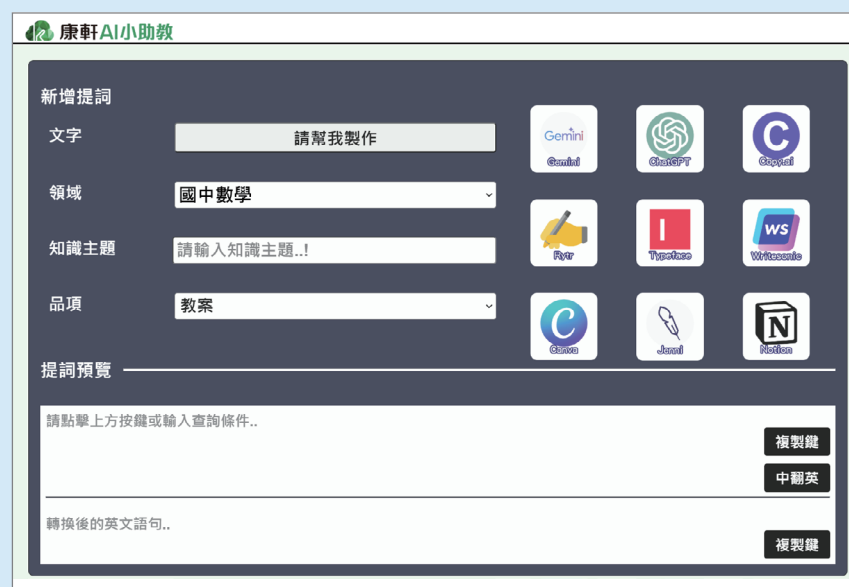 康軒AI小助教
新增提詞
文字
請幫我製作
領域
國中數學
知識主題
請輸入知識主題..!
品項
教案
Gemini
Gemini
ChatGPT
C
Copy.ai
Rytr
I
Typeface
WS
Writesonic
C
Canva
Jenni
N
Notion
提詞預覽
請點擊上方按鍵或輸入查詢條件..
複製鍵
中翻英
轉換後的英文語句..
複製鍵